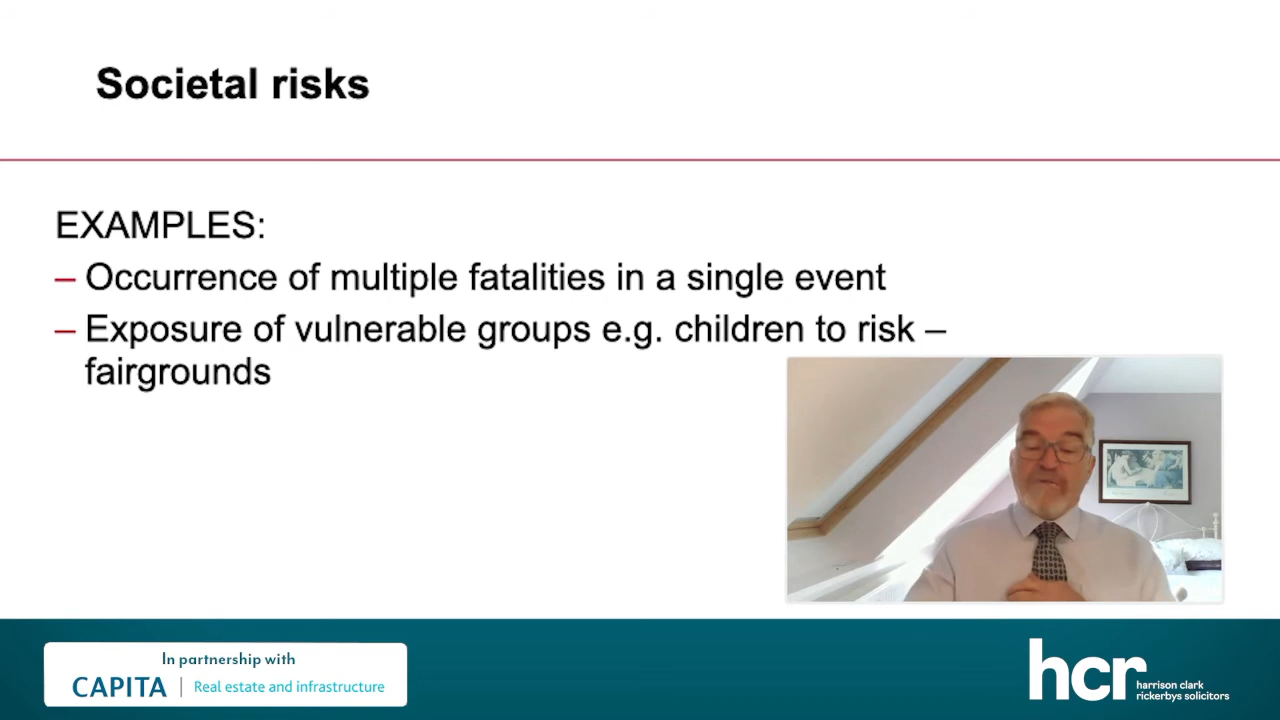 Societal risks
EXAMPLES:
– Occurrence of multiple fatalities in a single event
– Exposure of vulnerable groups e.g. children to risk –
fairgrounds
In partnership with
CAPITA | Real estate and infrastructure
hcr harrison clark
rickerbys solicitors